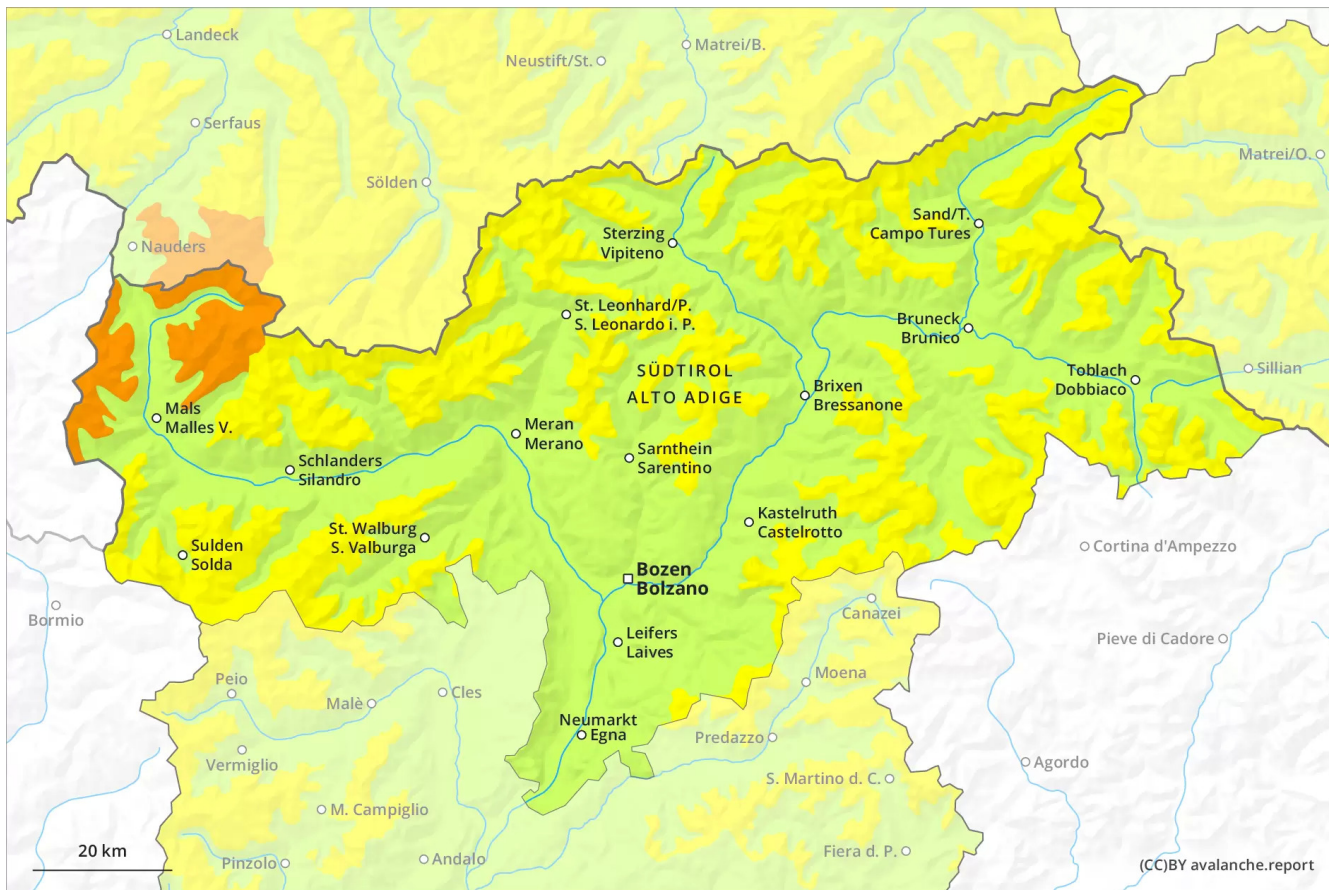 Landeck
Matrei/B.
Neustift/St.
Serfaus
Matrei/O.
Sölden
Nauders
Sterzing
Vipiteno
Sand/T.
Campo Tures
St. Leonhard/P.
S. Leonardo i. P.
Bruneck
Brunico
SÜDTIROL
ALTO ADIGE
Toblach
Dobbiaco
Sillian
Brixen
Bressanone
Mals
Malles V.
Meran
Merano
Schlanders
Silandro
Sarnthein
Sarentino
Kastelruth
Castelrotto
St. Walburg
S. Valburga
Sulden
Solda
Cortina d'Ampezzo
Bozen
Bolzano
Bormio
Canazei
Leifers
Laives
Pieve di Cadore
Peio
Malè
Cles
Moena
Neumarkt
Egna
Predazzo
Vermiglio
Agordo
S. Martino d. C.
M. Campiglio
20 km
Pinzolo
Andalo
Fiera d. P.
(CC)BY avalanche.report